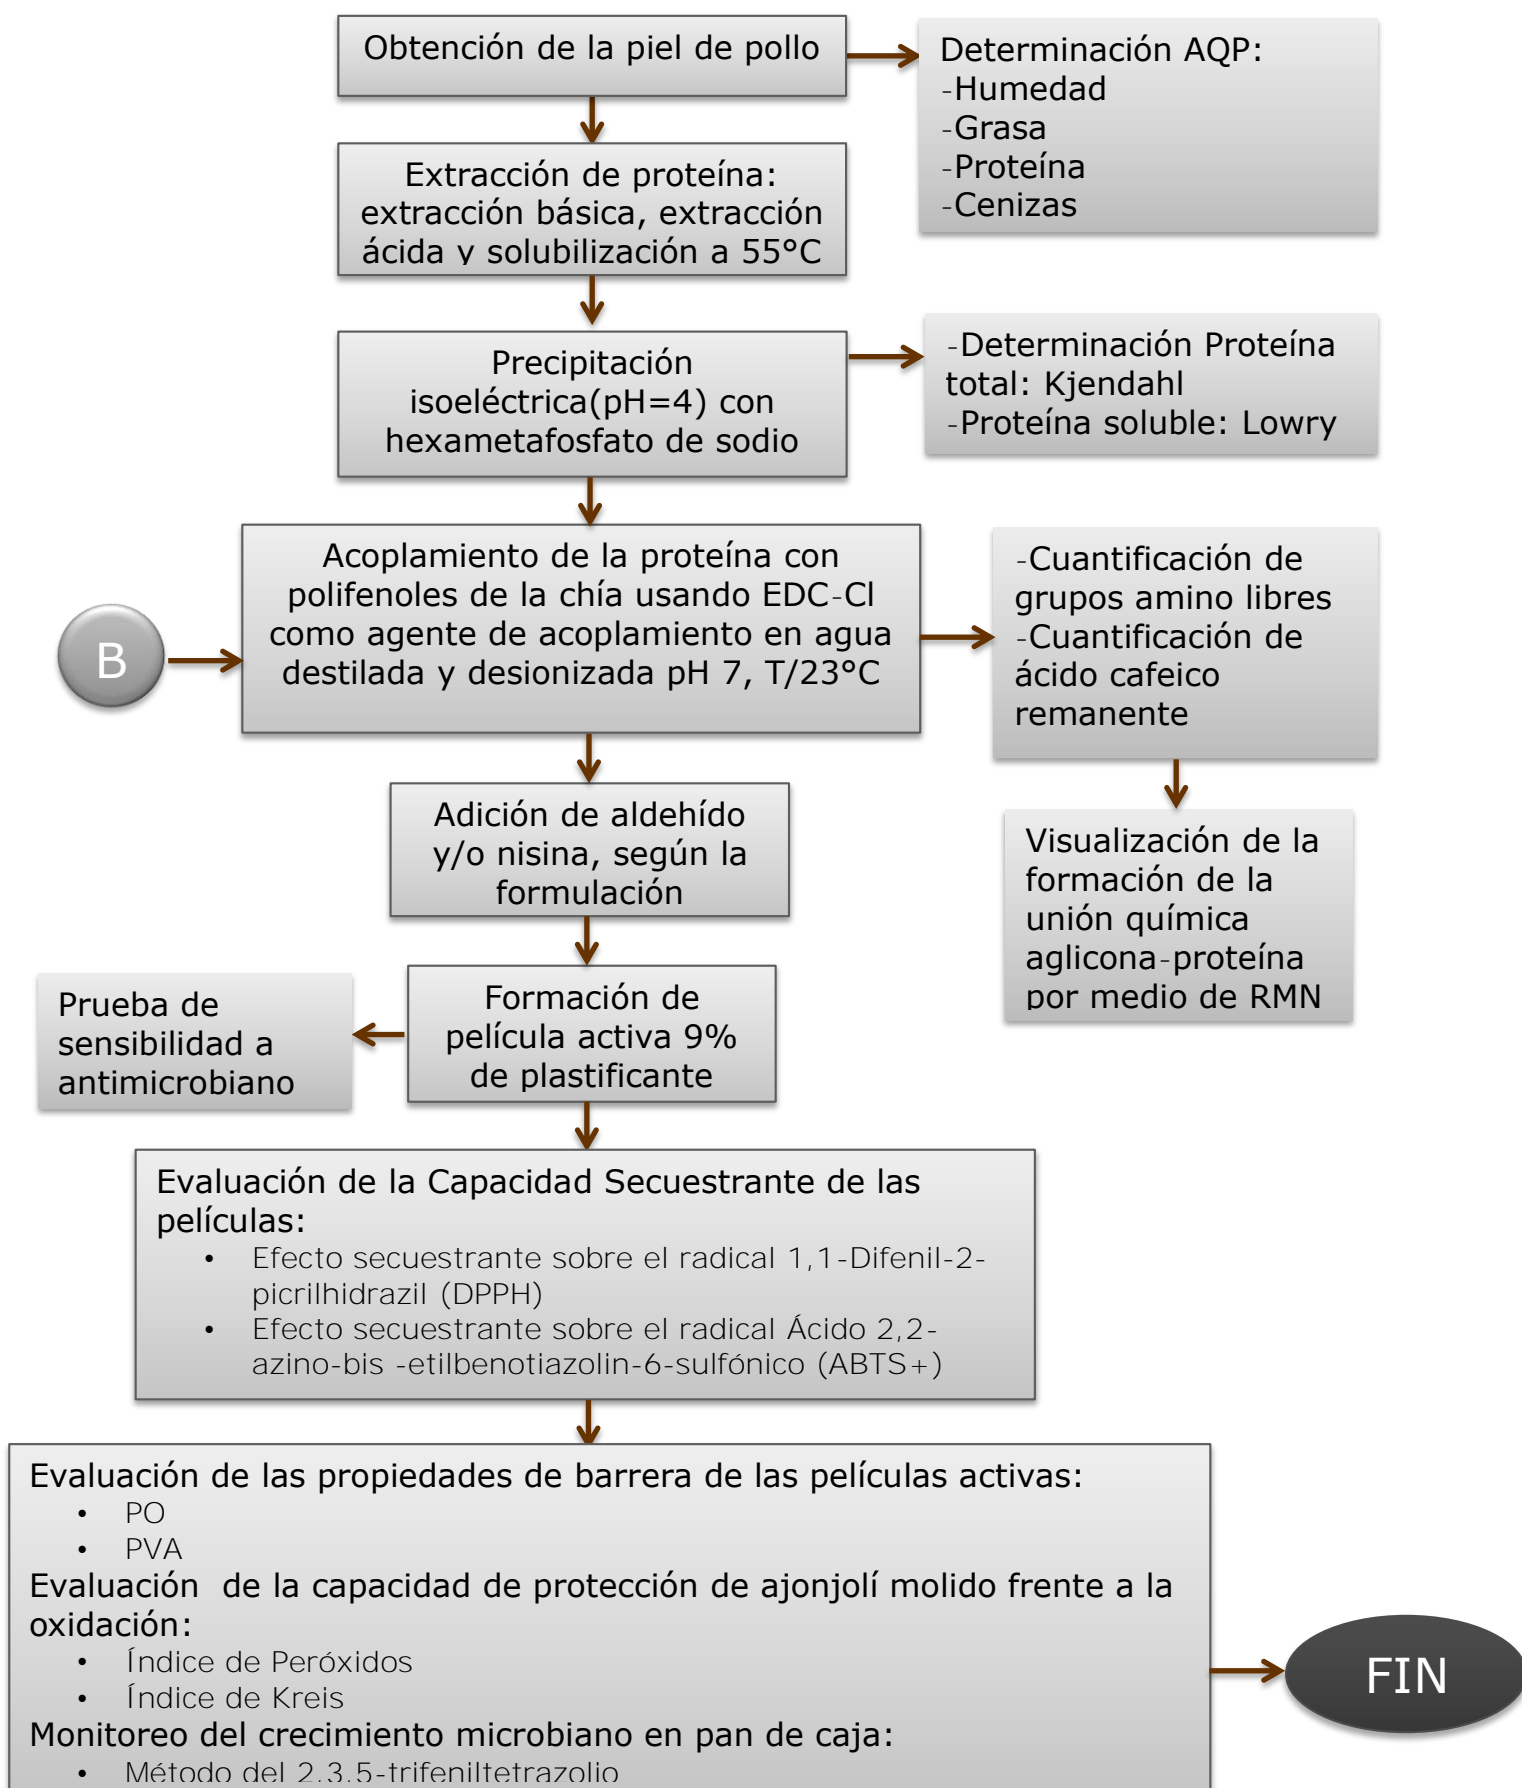 Obtención de la piel de pollo
Determinación AQP:
-Humedad
-Grasa
-Proteína
-Cenizas
Extracción de proteína:
extracción básica, extracción
ácida y solubilización a 55°C
Precipitación
isoeléctrica(pH=4) con
hexametafosfato de sodio
-Determinación Proteína
total: Kjendahl
-Proteína soluble: Lowry
B
Acoplamiento de la proteína con
polifenoles de la chía usando EDC-Cl
como agente de acoplamiento en agua
destilada y desionizada pH 7, T/23°C
-Cuantificación de
grupos amino libres
-Cuantificación de
ácido cafeico
remanente
Visualización de la
formación de la
unión química
aglicona-proteína
por medio de RMN
Adición de aldehído
y/o nisina, según la
formulación
Formación de
película activa 9%
de plastificante
Prueba de
sensibilidad a
antimicrobiano
Evaluación de la Capacidad Secuestrante de las
películas:
• Efecto secuestrante sobre el radical 1,1-Difenil-2-
picrilhidrazil (DPPH)
• Efecto secuestrante sobre el radical Ácido 2,2-
azino-bis -etilbenotiazolin-6-sulfónico (ABTS+)
Evaluación de las propiedades de barrera de las películas activas:
• PO
• PVA
Evaluación  de la capacidad de protección de ajonjolí molido frente a la
oxidación:
• Índice de Peróxidos
• Índice de Kreis
Monitoreo del crecimiento microbiano en pan de caja:
• Método del 2,3,5-trifeniltetrazolio
FIN